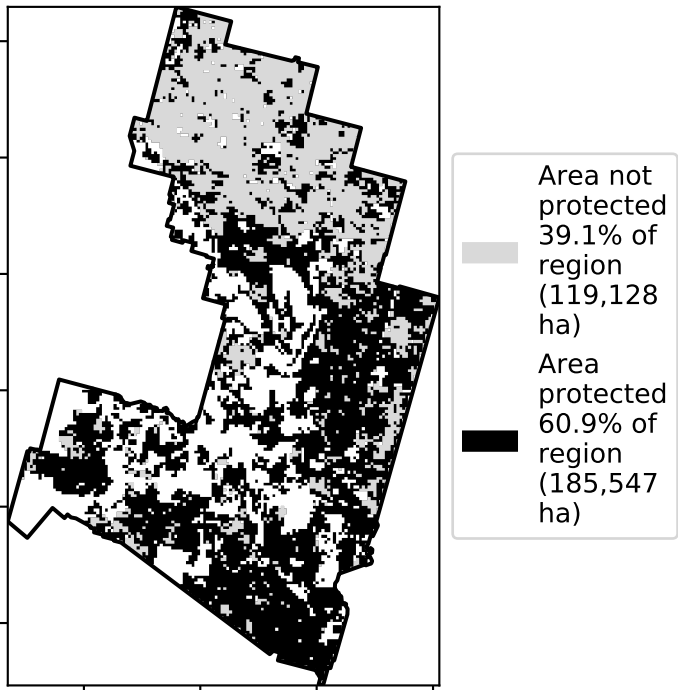 Area not
protected
39.1% of
region
(119,128
ha)
Area
protected
60.9% of
region
(185,547
ha)